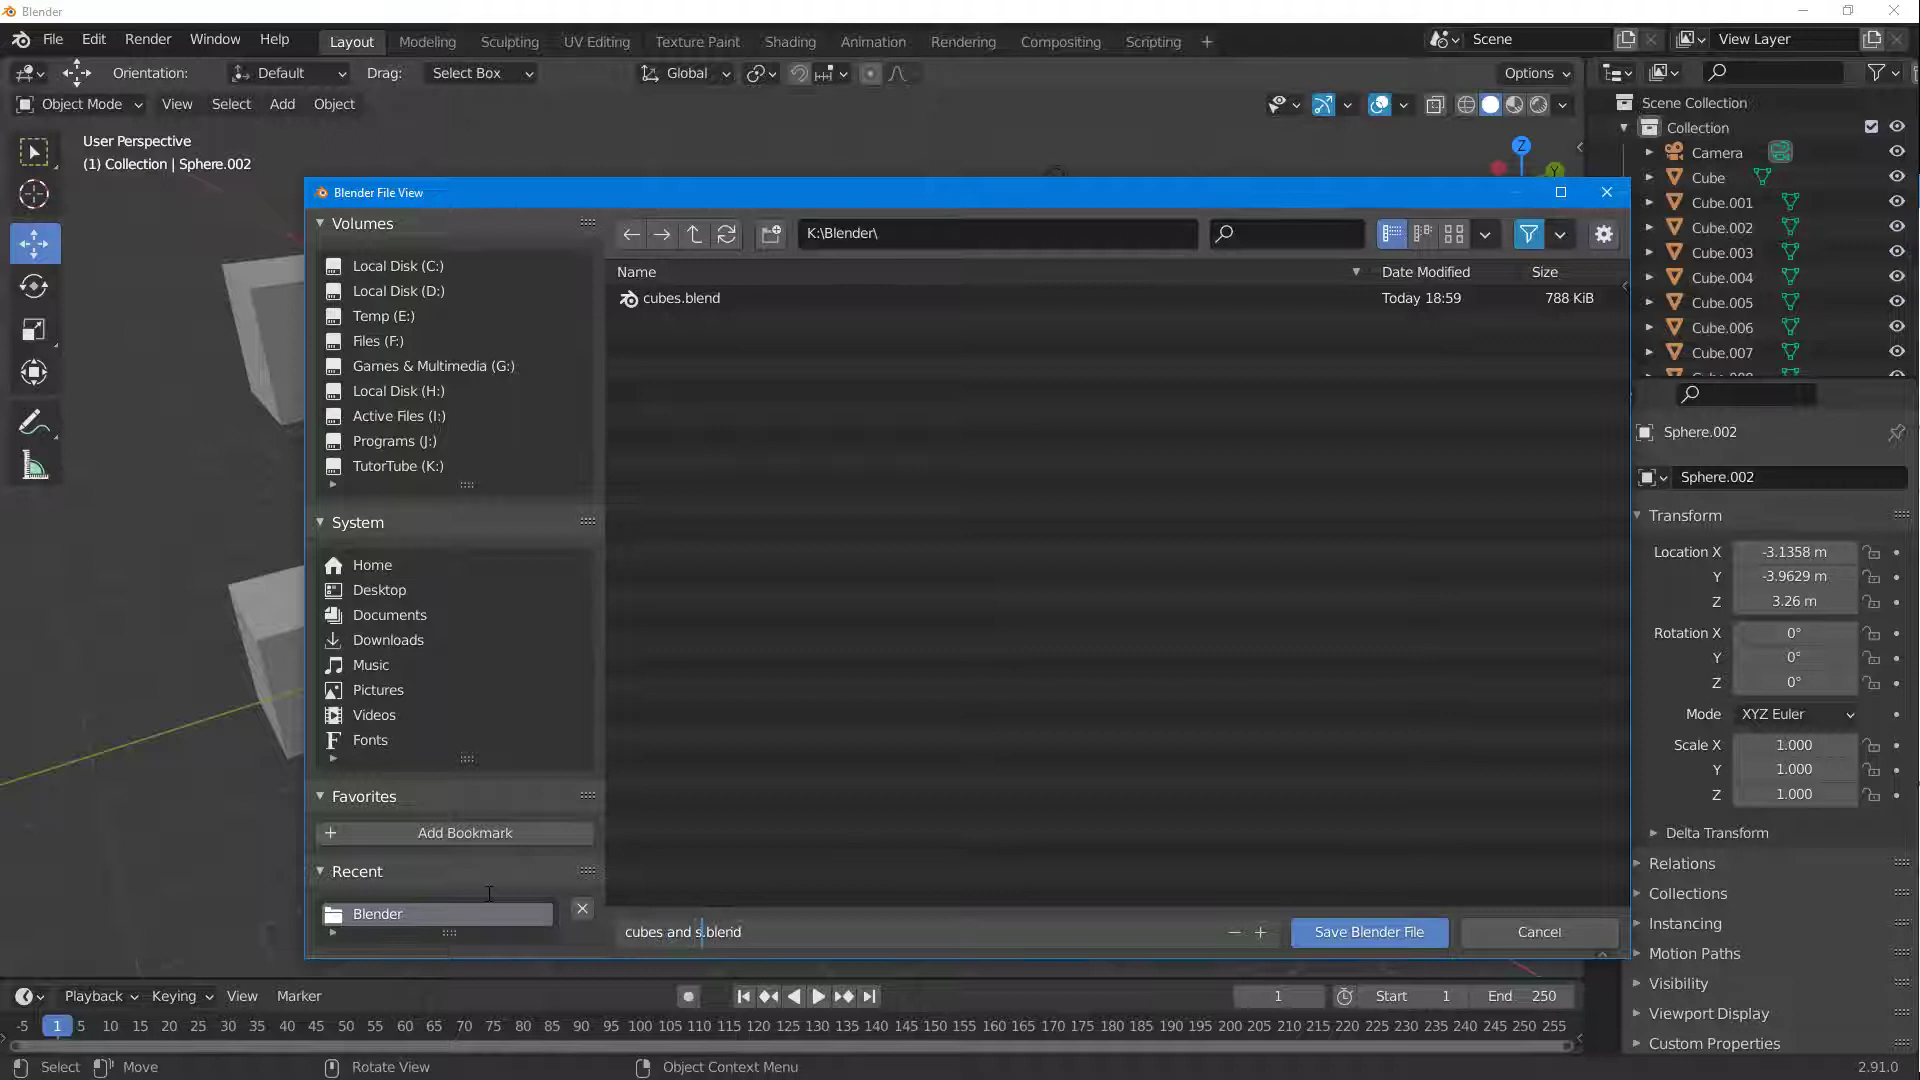 Blender
File Edit Render Window Help Layout Modeling Sculpting UV Editing Texture Paint Shading Animation Rendering Compositing Scripting + Scene View Layer
Orientation: Default Drag: Select Box Global Options
Object Mode View Select Add Object
User Perspective
(1) Collection | Sphere.002
Z
Y
Blender File View
Volumes
Local Disk (C:)
Local Disk (D:)
Temp (E:)
Files (F:)
Games & Multimedia (G:)
Local Disk (H:)
Active Files (I:)
Programs (J:)
TutorTube (K:)
System
Home
Desktop
Documents
Downloads
Music
Pictures
Videos
Fonts
Favorites
Add Bookmark
Recent
Blender
K:\Blender\
Name Date Modified Size
cubes.blend Today 18:59 788 KiB
cubes and s.blend
Save Blender File Cancel
Scene Collection
Collection
Camera
Cube
Cube.001
Cube.002
Cube.003
Cube.004
Cube.005
Cube.006
Cube.007
Sphere.002
Sphere.002
Transform
Location X -3.1358 m
Y -3.9629 m
Z 3.26 m
Rotation X 0°
Y 0°
Z 0°
Mode XYZ Euler
Scale X 1.000
Y 1.000
Z 1.000
Delta Transform
Relations
Collections
Instancing
Motion Paths
Visibility
Viewport Display
Custom Properties
Playback Keying View Marker 1 Start 1 End 250
-5 1 5 10 15 20 25 30 35 40 45 50 55 60 65 70 75 80 85 90 95 100 105 110 115 120 125 130 135 140 145 150 155 160 165 170 175 180 185 190 195 200 205 210 215 220 225 230 235 240 245 250 255
Select Move Rotate View Object Context Menu 2.91.0